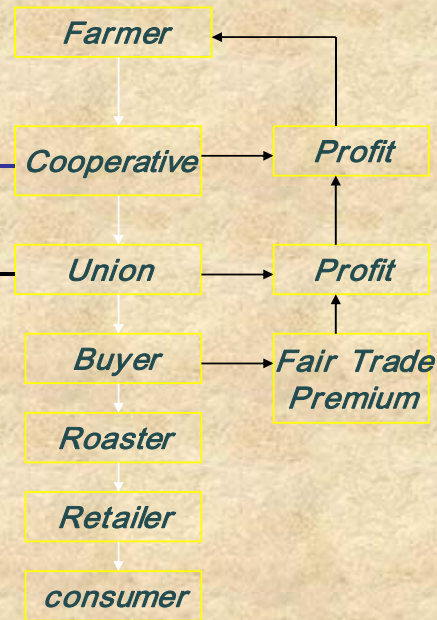 Farmer
Cooperative
Profit
Union
Profit
Buyer
Fair Trade
Premium
Roaster
Retailer
consumer